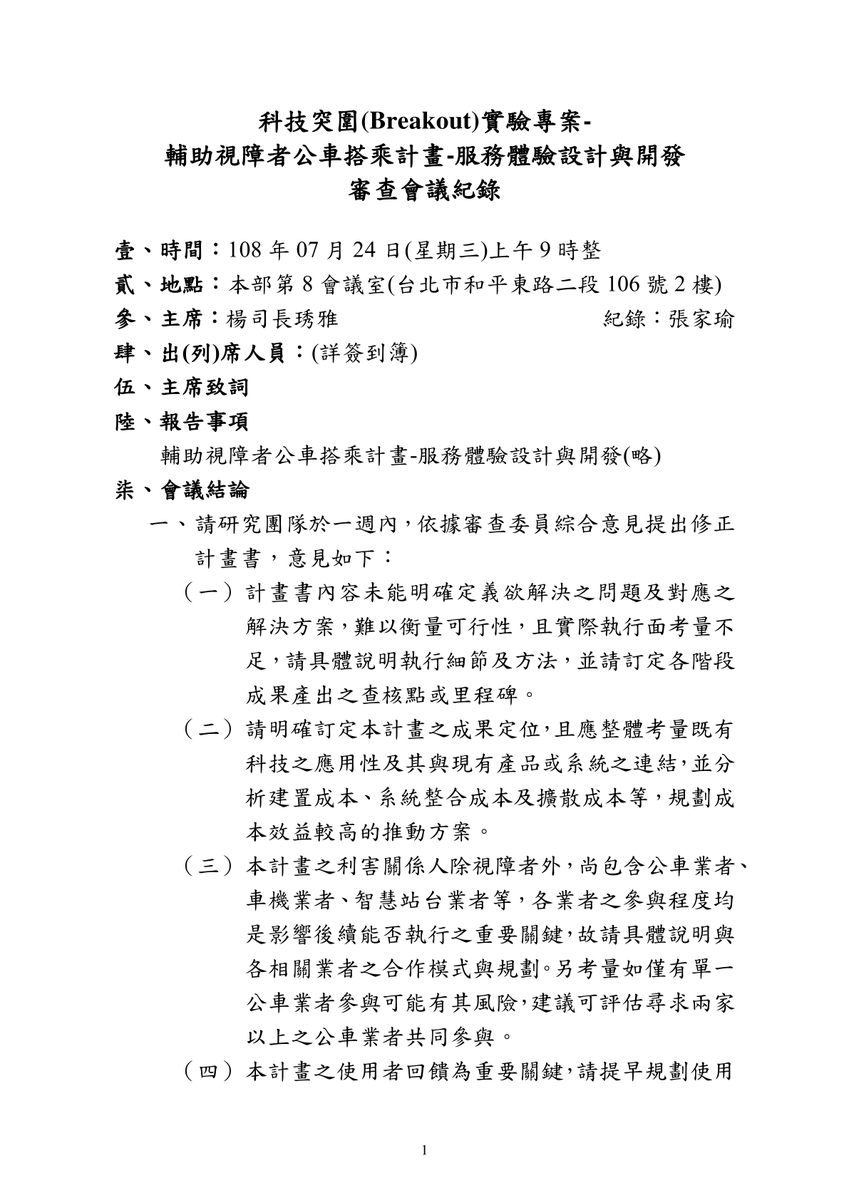 科技突圍(Breakout)實驗專案-
輔助視障者公車搭乘計畫-服務體驗設計與開發
審查會議紀錄
壹、時間：108 年 07 月 24 日(星期三)上午 9 時整
貳、地點：本部第 8 會議室(台北市和平東路二段 106 號 2 樓)
參、主席：楊司長琇雅 紀錄：張家瑜
肆、出(列)席人員：(詳簽到簿)
伍、主席致詞
陸、報告事項
輔助視障者公車搭乘計畫-服務體驗設計與開發(略)
柒、會議結論
一、請研究團隊於一週內，依據審查委員綜合意見提出修正
計畫書，意見如下：
（一）計畫書內容未能明確定義欲解決之問題及對應之
解決方案，難以衡量可行性，且實際執行面考量不
足，請具體說明執行細節及方法，並請訂定各階段
成果產出之查核點或里程碑。
（二）請明確訂定本計畫之成果定位，且應整體考量既有
科技之應用性及其與現有產品或系統之連結，並分
析建置成本、系統整合成本及擴散成本等，規劃成
本效益較高的推動方案。
（三）本計畫之利害關係人除視障者外，尚包含公車業者、
車機業者、智慧站台業者等，各業者之參與程度均
是影響後續能否執行之重要關鍵，故請具體說明與
各相關業者之合作模式與規劃。另考量如僅有單一
公車業者參與可能有其風險，建議可評估尋求兩家
以上之公車業者共同參與。
（四）本計畫之使用者回饋為重要關鍵，請提早規劃使用
1